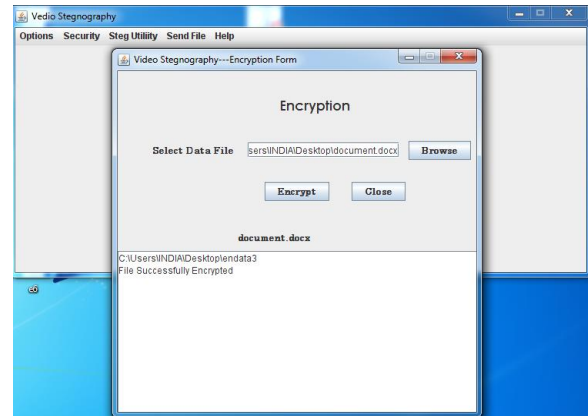 Vedio Stegnography
Options Security Steg Utility Send File Help
Video Stegnography---Encryption Form
Encryption
Select Data File sers\INDIA\Desktop\document.docx Browse
Encrypt Close
document.docx
C:\Users\INDIA\Desktop\endata3
File Successfully Encrypted